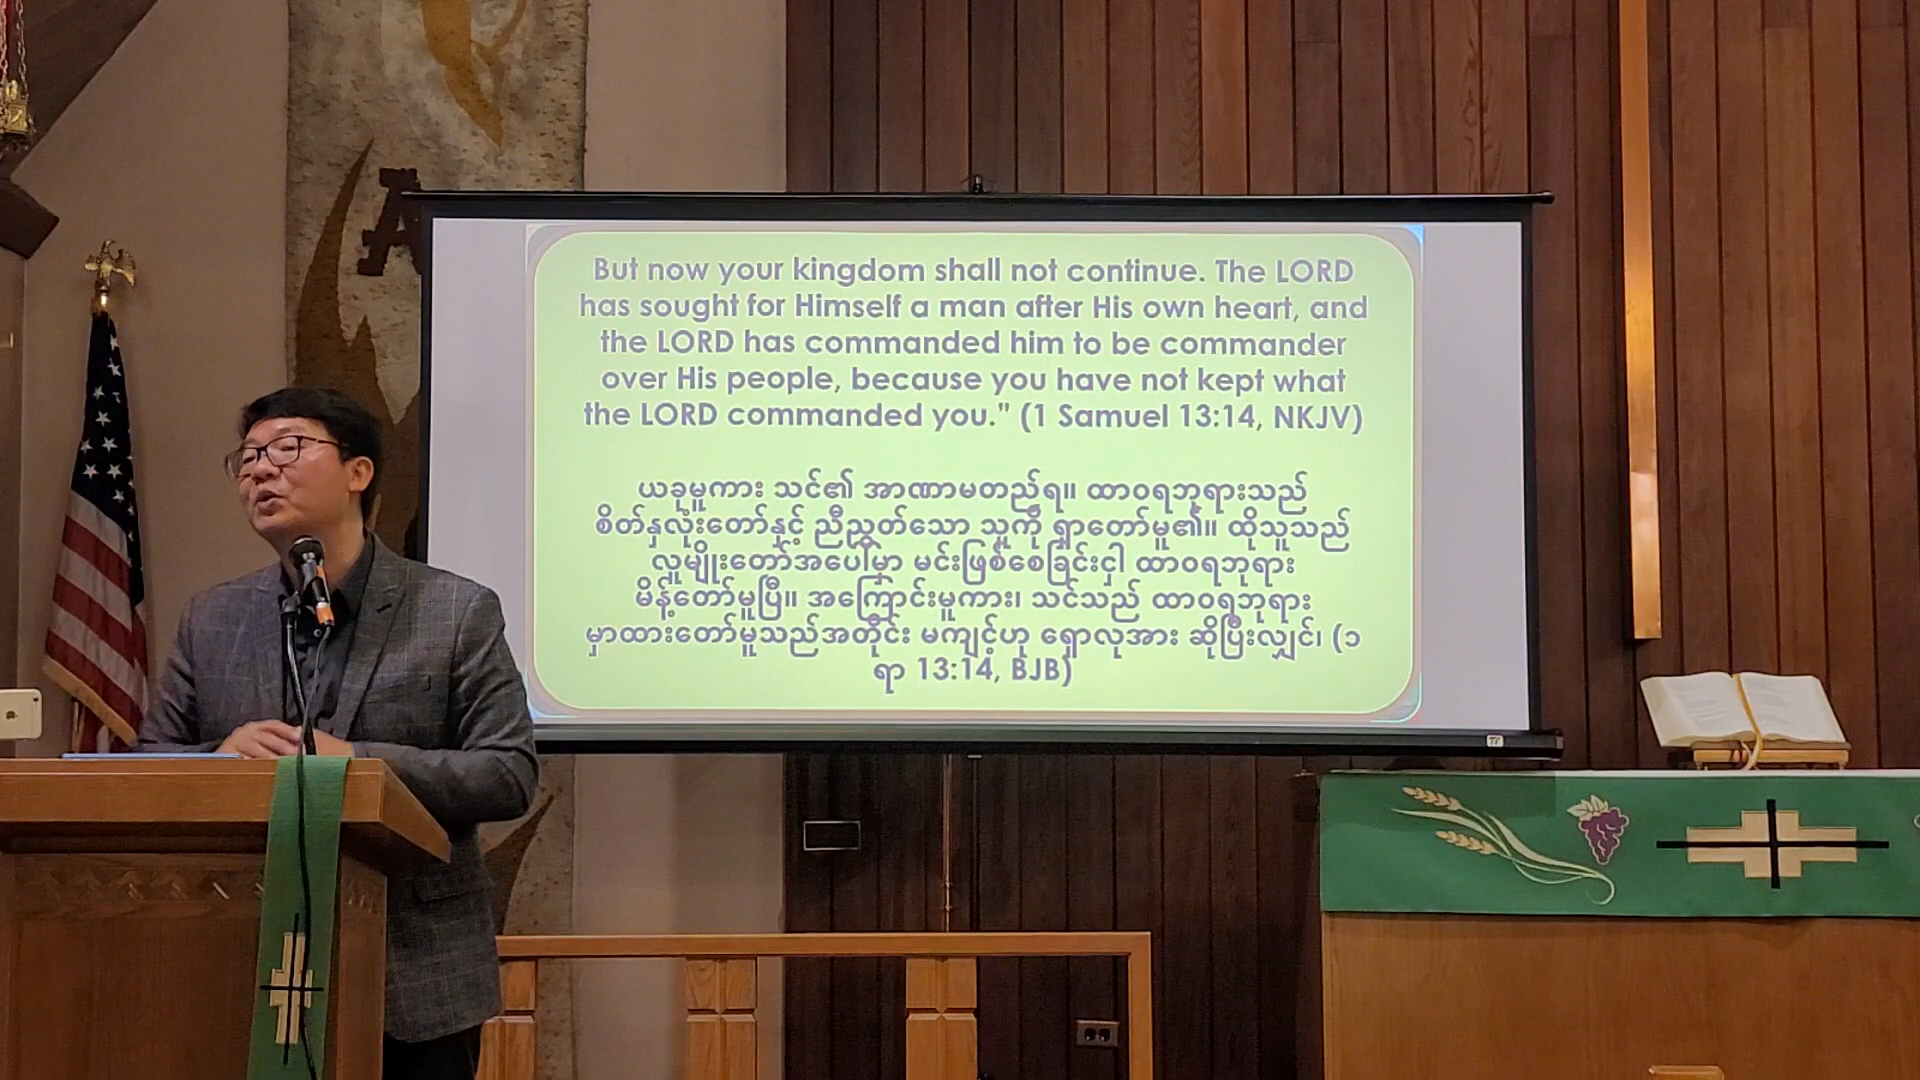 A
But now your kingdom shall not continue. The LORD
has sought for Himself a man after His own heart, and
the LORD has commanded him to be commander
over His people, because you have not kept what
the LORD commanded you." (1 Samuel 13:14, NKJV)
ယခုမူကား သင်၏ အာဏာမတည်ရ။ ထာဝရဘုရားသည်
စိတ်နှလုံးတော်နှင့် ညီညွတ်သော သူကို ရှာတော်မူ၏။ ထိုသူသည်
လူမျိုးတော်အပေါ်မှာ မင်းဖြစ်စေခြင်းငှါ ထာဝရဘုရား
မိန့်တော်မူပြီ။ အကြောင်းမူကား၊ သင်သည် ထာဝရဘုရား
မှာထားတော်မူသည်အတိုင်း မကျင့်ဟု ရှောလုအား ဆိုပြီးလျှင်၊ (၁
ရာ 13:14, BJB)